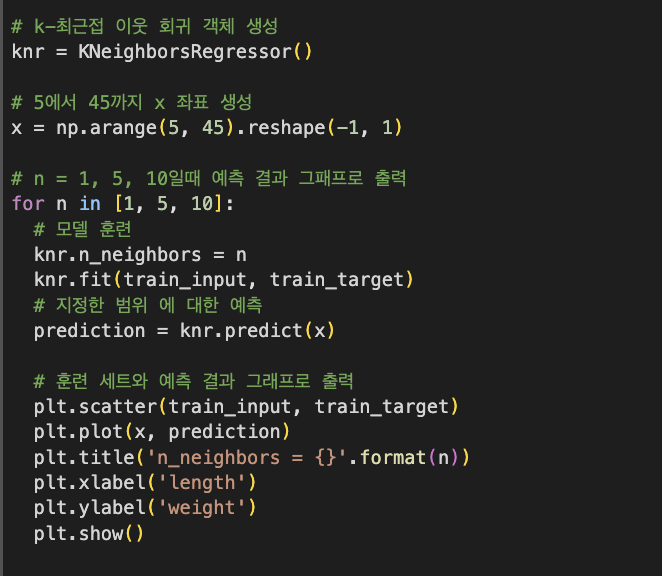 # k-최근접 이웃 회귀 객체 생성
knr = KNeighborsRegressor()
# 5에서 45까지 x 좌표 생성
x = np.arange(5, 45).reshape(-1, 1)
# n = 1, 5, 10일때 예측 결과 그패프로 출력
for n in [1, 5, 10]:
  # 모델 훈련
  knr.n_neighbors = n
  knr.fit(train_input, train_target)
  # 지정한 범위 에 대한 예측
  prediction = knr.predict(x)
  # 훈련 세트와 예측 결과 그래프로 출력
  plt.scatter(train_input, train_target)
  plt.plot(x, prediction)
  plt.title('n_neighbors = {}'.format(n))
  plt.xlabel('length')
  plt.ylabel('weight')
  plt.show()